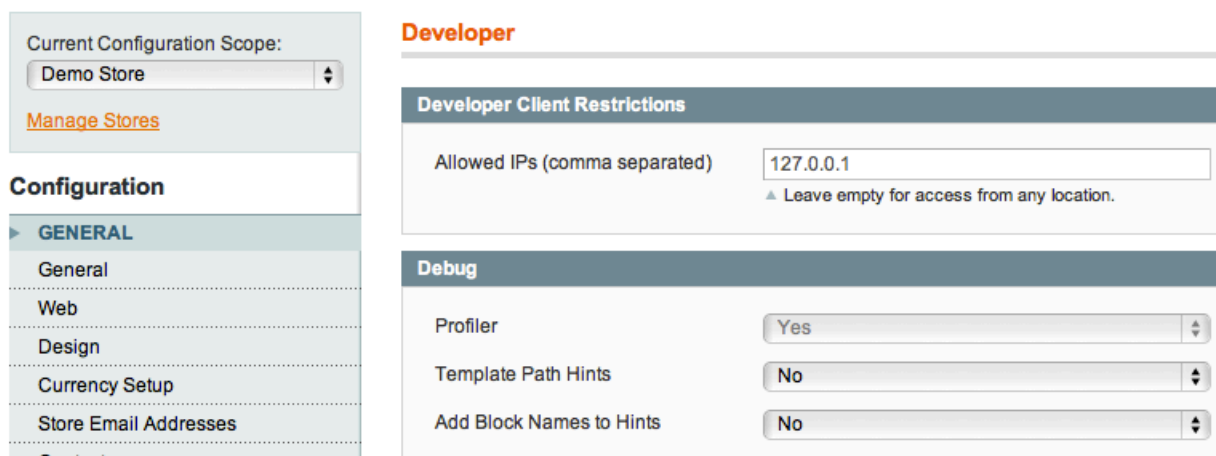 Current Configuration Scope:
Demo Store
Manage Stores
Configuration
GENERAL
General
Web
Design
Currency Setup
Store Email Addresses
Developer
Developer Client Restrictions
Allowed IPs (comma separated)
127.0.0.1
Leave empty for access from any location.
Debug
Profiler
Yes
Template Path Hints
No
Add Block Names to Hints
No